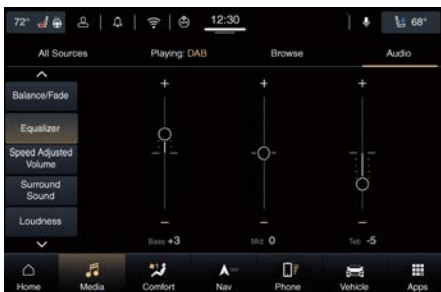 72°
12:30
68°
All Sources
Playing: DAB
Browse
Audio
Balance/Fade
Equalizer
Speed Adjusted
Volume
Surround
Sound
Loudness
+
+
+
−
−
−
Bass +3
Mid 0
-5
Home
Media
Comfort
Nav
Phone
Vehicle
Apps